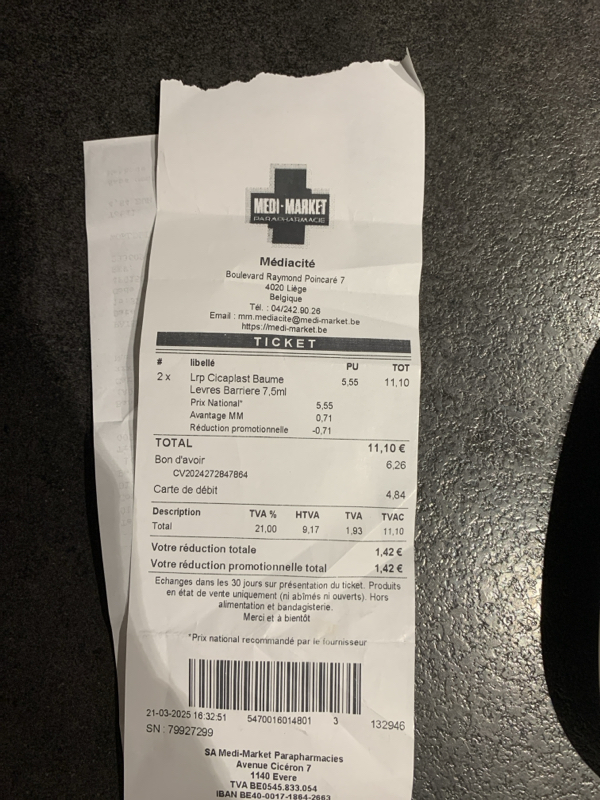 MEDI-MARKET
PARAPHARMACIE
Médiacité
Boulevard Raymond Poincaré 7
4020 Liège
Belgique
Tél. : 04/242.90.26
Email : mm.mediacite@medi-market.be
https://medi-market.be
TICKET
# libellé PU TOT
2 x Lrp Cicaplast Baume 5,55 11,10
Levres Barriere 7,5ml
Prix National* 5,55
Avantage MM 0,71
Réduction promotionnelle -0,71
TOTAL 11,10 €
Bon d'avoir 6,26
CV2024272847864
Carte de débit 4,84
Description TVA % HTVA TVA TVAC
Total 21,00 9,17 1,93 11,10
Votre réduction totale 1,42 €
Votre réduction promotionnelle total 1,42 €
Echanges dans les 30 jours sur présentation du ticket. Produits
en état de vente uniquement (ni abîmés ni ouverts). Hors
alimentation et bandagisterie.
Merci et à bientôt
*Prix national recommandé par le fournisseur
21-03-2025 16:32:51 5470016014801 3 132946
SN : 79927299
SA Medi-Market Parapharmacies
Avenue Cicéron 7
1140 Evere
TVA BE0545.833.054
IBAN BE40-0017-1864-2663